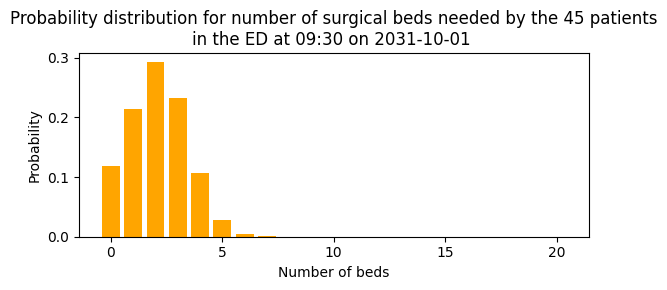 Probability distribution for number of surgical beds needed by the 45 patients
in the ED at 09:30 on 2031-10-01
0.3
0.2
0.1
0.0
Probability
0 5 10 15 20
Number of beds